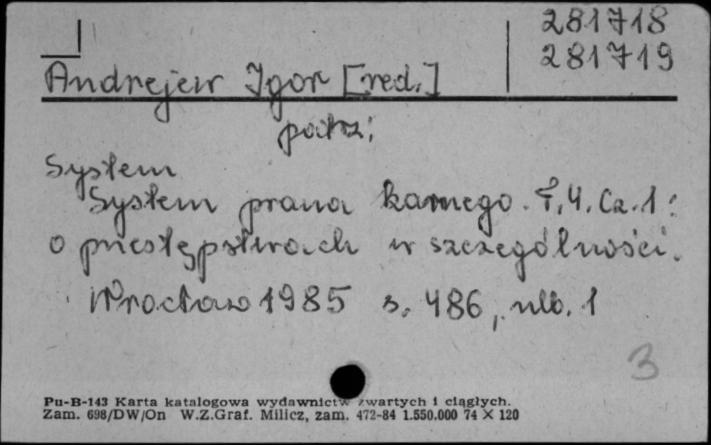 281718
281719
Andrejew Igor [red.]
patrz:
System
System prawa karnego. T. 4. Cz. 1:
o przestępstwach w szczególności.
Wrocław 1985 s. 486, nlb. 1
3
Pu-B-143 Karta katalogowa wydawnictw zwartych i ciągłych.
Zam. 698/DW/On W.Z.Graf. Milicz, zam. 472-84 1.550.000 74 X 120